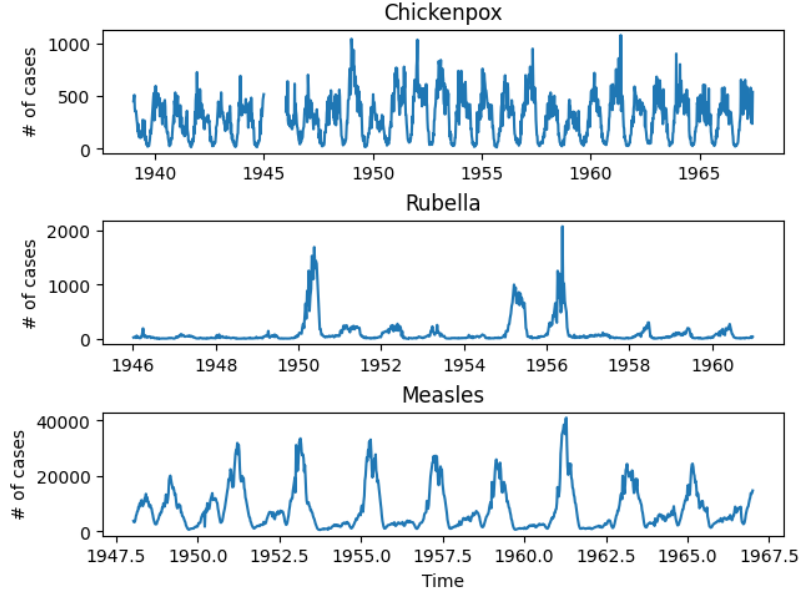 Chickenpox
# of cases
1000
500
0
1940 1945 1950 1955 1960 1965
Rubella
# of cases
2000
1000
0
1946 1948 1950 1952 1954 1956 1958 1960
Measles
# of cases
40000
20000
0
1947.5 1950.0 1952.5 1955.0 1957.5 1960.0 1962.5 1965.0 1967.5
Time